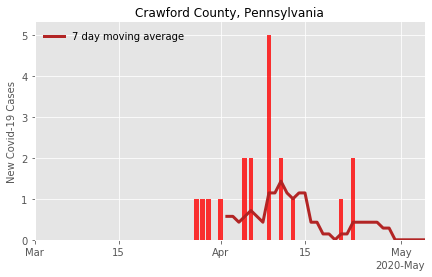 Crawford County, Pennsylvania
7 day moving average
New Covid-19 Cases
5
4
3
2
1
0
Mar
15
Apr
15
May
2020-May